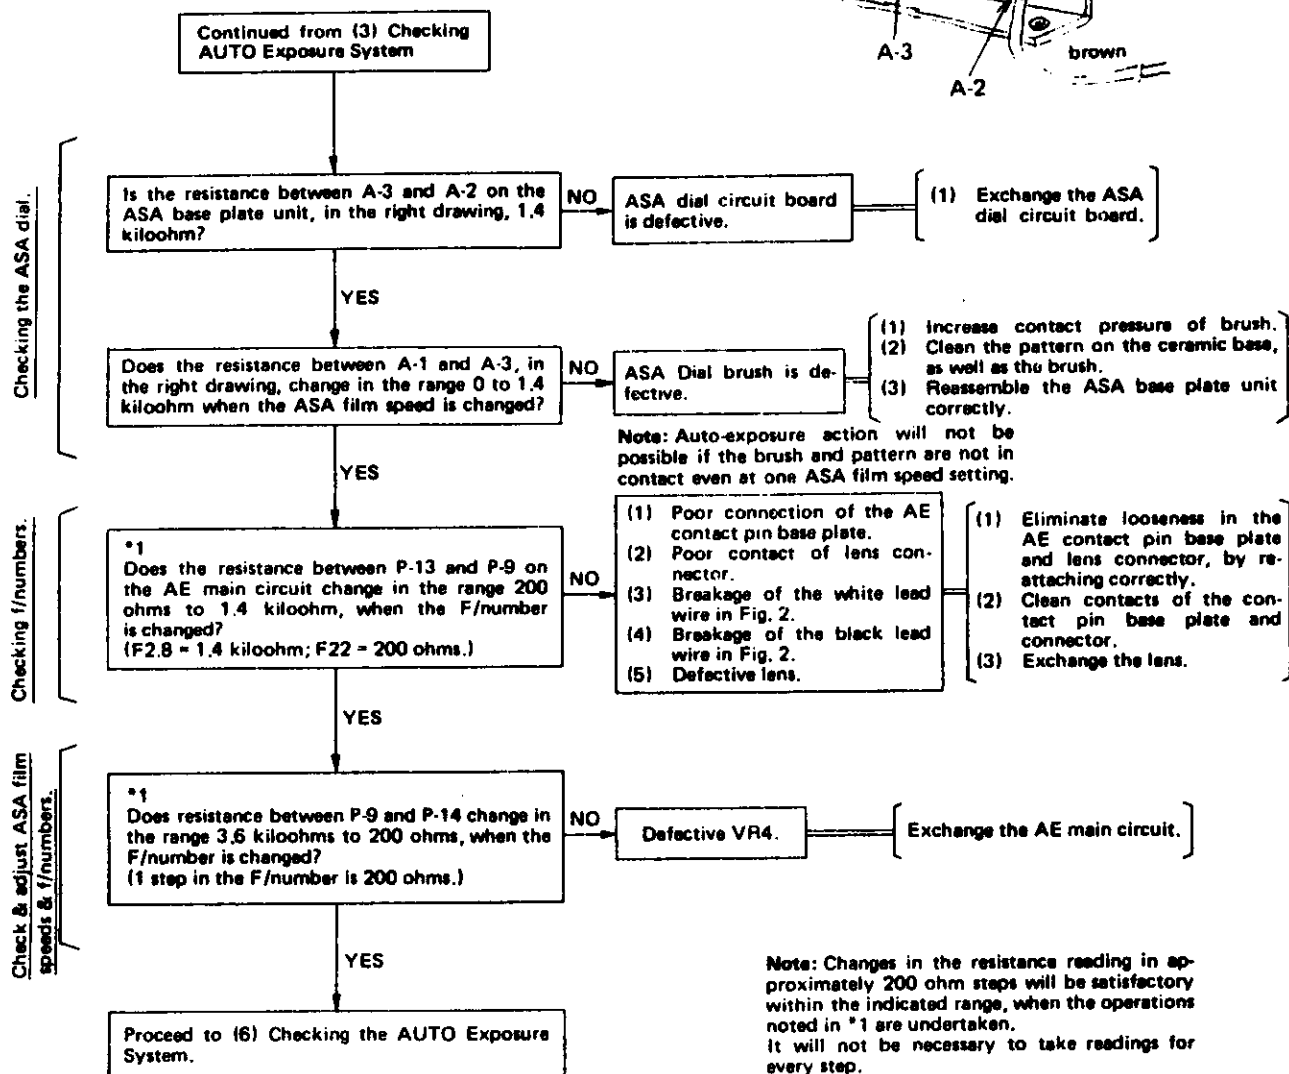 Continued from (3) Checking
AUTO Exposure System
A-3
A-2
brown
Checking the ASA dial.
Is the resistance between A-3 and A-2 on the
ASA base plate unit, in the right drawing, 1.4
kiloohm?
NO
ASA dial circuit board
is defective.
(1) Exchange the ASA
dial circuit board.
YES
Does the resistance between A-1 and A-3, in
the right drawing, change in the range 0 to 1.4
kiloohm when the ASA film speed is changed?
NO
ASA Dial brush is de-
fective.
(1) Increase contact pressure of brush.
(2) Clean the pattern on the ceramic base,
as well as the brush.
(3) Reassemble the ASA base plate unit
correctly.
Note: Auto-exposure action will not be
possible if the brush and pattern are not in
contact even at one ASA film speed setting.
YES
Checking f/numbers.
*1
Does the resistance between P-13 and P-9 on
the AE main circuit change in the range 200
ohms to 1.4 kiloohm, when the F/number
is changed?
(F2.8 = 1.4 kiloohm; F22 = 200 ohms.)
NO
(1) Poor connection of the AE
contact pin base plate.
(2) Poor contact of lens con-
nector.
(3) Breakage of the white lead
wire in Fig. 2.
(4) Breakage of the black lead
wire in Fig. 2.
(5) Defective lens.
(1) Eliminate looseness in the
AE contact pin base plate
and lens connector, by re-
attaching correctly.
(2) Clean contacts of the con-
tact pin base plate and
connector.
(3) Exchange the lens.
YES
Check & adjust ASA film
speeds & f/numbers.
*1
Does resistance between P-9 and P-14 change in
the range 3.6 kiloohms to 200 ohms, when the
F/number is changed?
(1 step in the F/number is 200 ohms.)
NO
Defective VR4.
Exchange the AE main circuit.
YES
Proceed to (6) Checking the AUTO Exposure
System.
Note: Changes in the resistance reading in ap-
proximately 200 ohm steps will be satisfactory
within the indicated range, when the operations
noted in *1 are undertaken.
It will not be necessary to take readings for
every step.